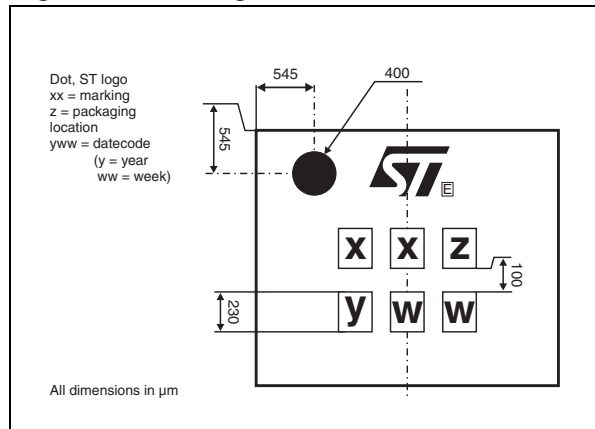 545
400
Dot, ST logo
xx = marking
z = packaging
location
yww = datecode
(y = year
ww = week)
545
ST
E
x x z
100
230
y w w
All dimensions in µm